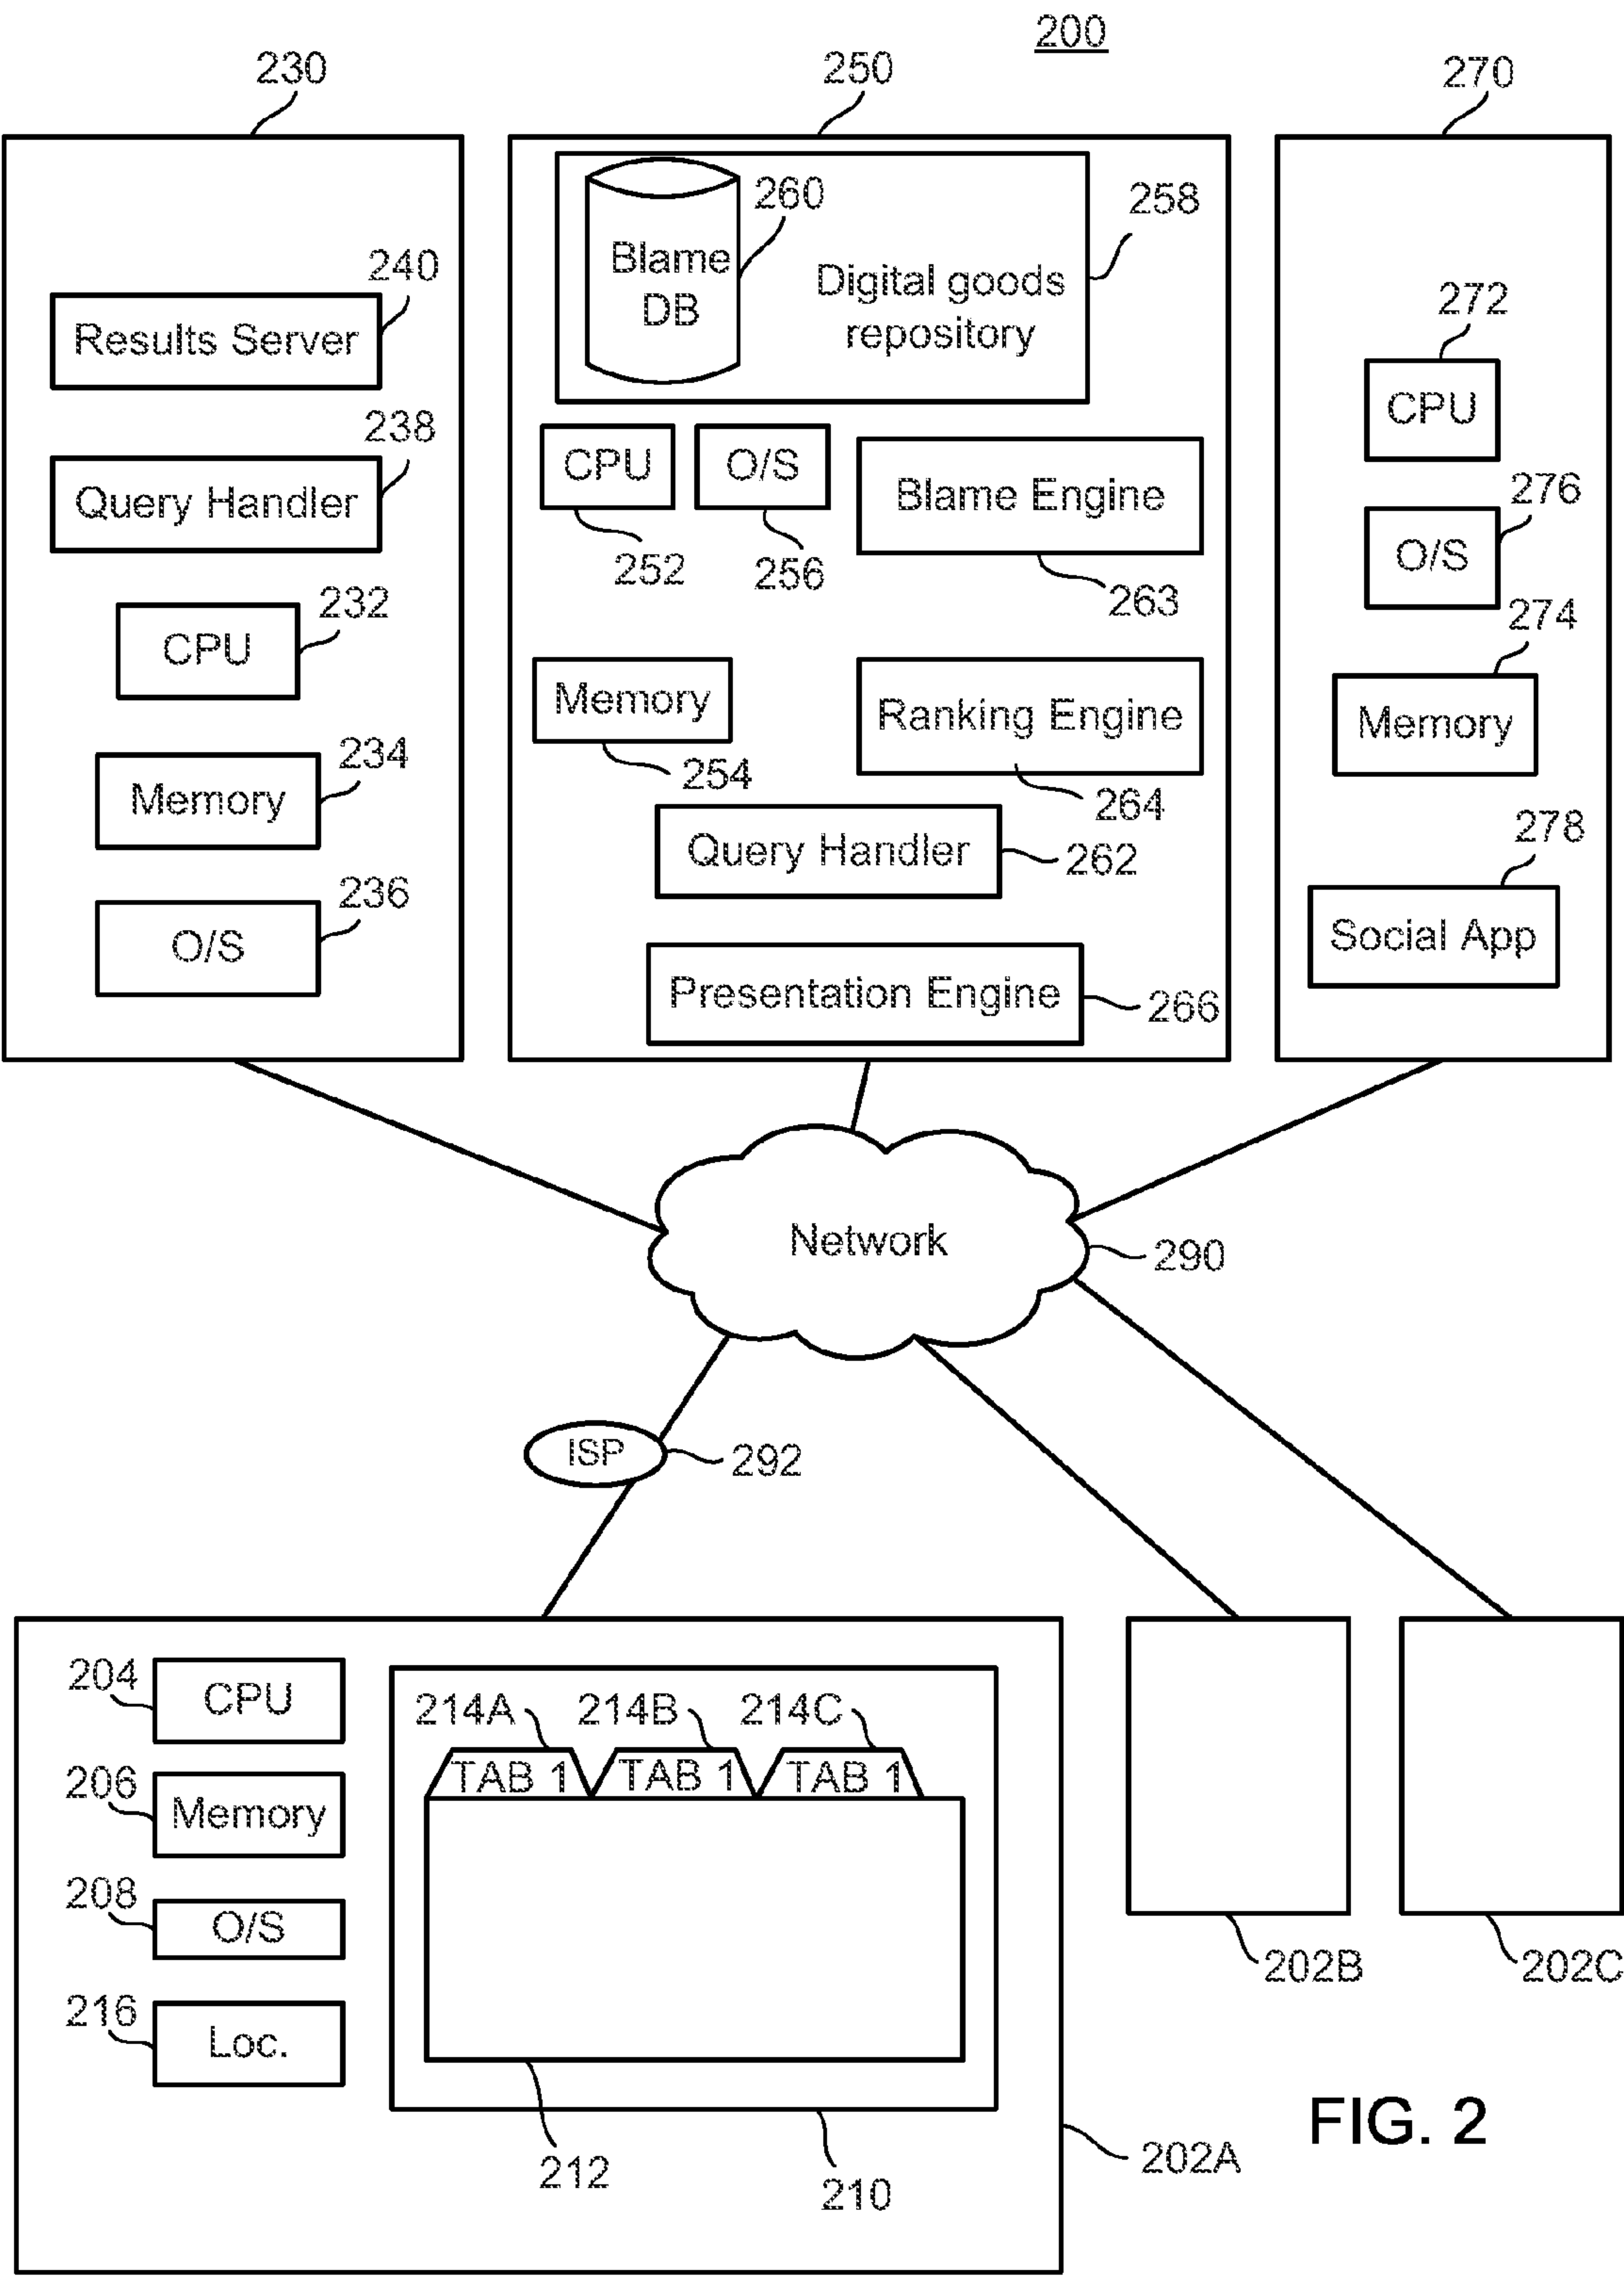 200
230
250
270
260
258
Blame
DB
Digital goods
repository
240
Results Server
272
CPU
238
Query Handler
CPU
O/S
Blame Engine
252
256
263
276
O/S
232
CPU
274
Memory
Memory
254
Ranking Engine
264
234
Memory
Query Handler
262
278
Social App
236
O/S
Presentation Engine
266
Network
290
ISP
292
204
CPU
214A
214B
214C
TAB 1
TAB 1
TAB 1
206
Memory
208
O/S
216
Loc.
202B
202C
212
210
202A
FIG. 2